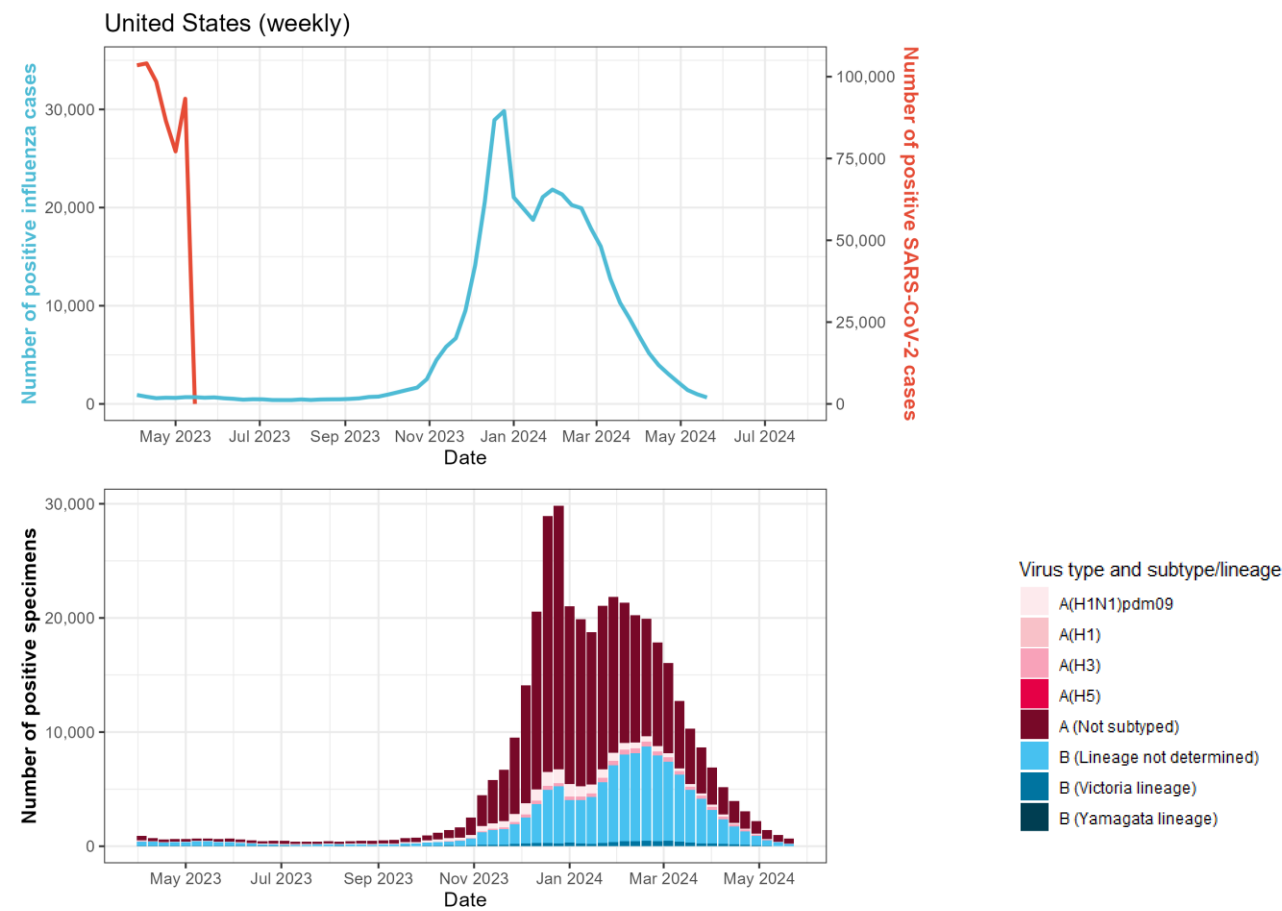 United States (weekly)
Number of positive influenza cases
30,000
20,000
10,000
0
100,000
75,000
50,000
25,000
0
Number of positive SARS-CoV-2 cases
May 2023 Jul 2023 Sep 2023 Nov 2023 Jan 2024 Mar 2024 May 2024 Jul 2024
Date
Number of positive specimens
30,000
20,000
10,000
0
May 2023 Jul 2023 Sep 2023 Nov 2023 Jan 2024 Mar 2024 May 2024
Date
Virus type and subtype/lineage
A(H1N1)pdm09
A(H1)
A(H3)
A(H5)
A (Not subtyped)
B (Lineage not determined)
B (Victoria lineage)
B (Yamagata lineage)